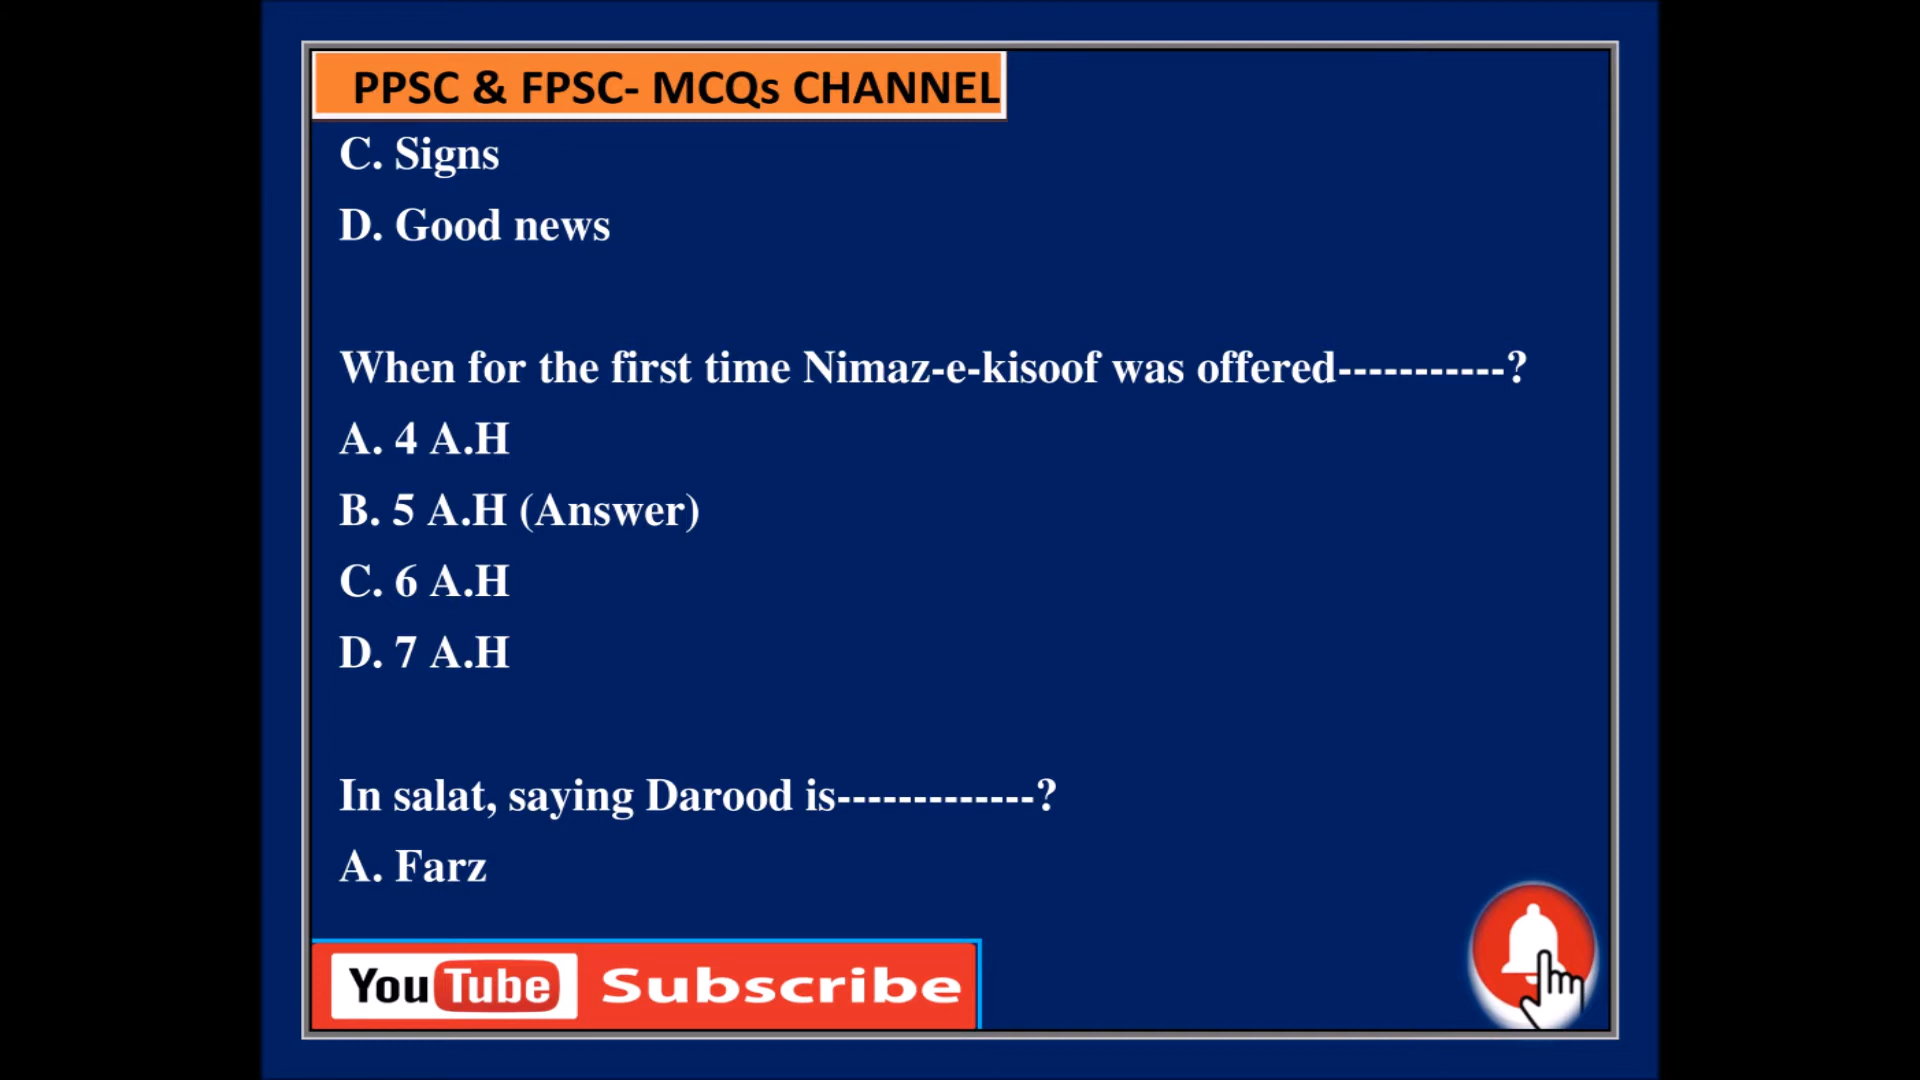 PPSC & FPSC- MCQs CHANNEL
C. Signs
D. Good news
When for the first time Nimaz-e-kisoof was offered-----------?
A. 4 A.H
B. 5 A.H (Answer)
C. 6 A.H
D. 7 A.H
In salat, saying Darood is-------------?
A. Farz
YouTube Subscribe